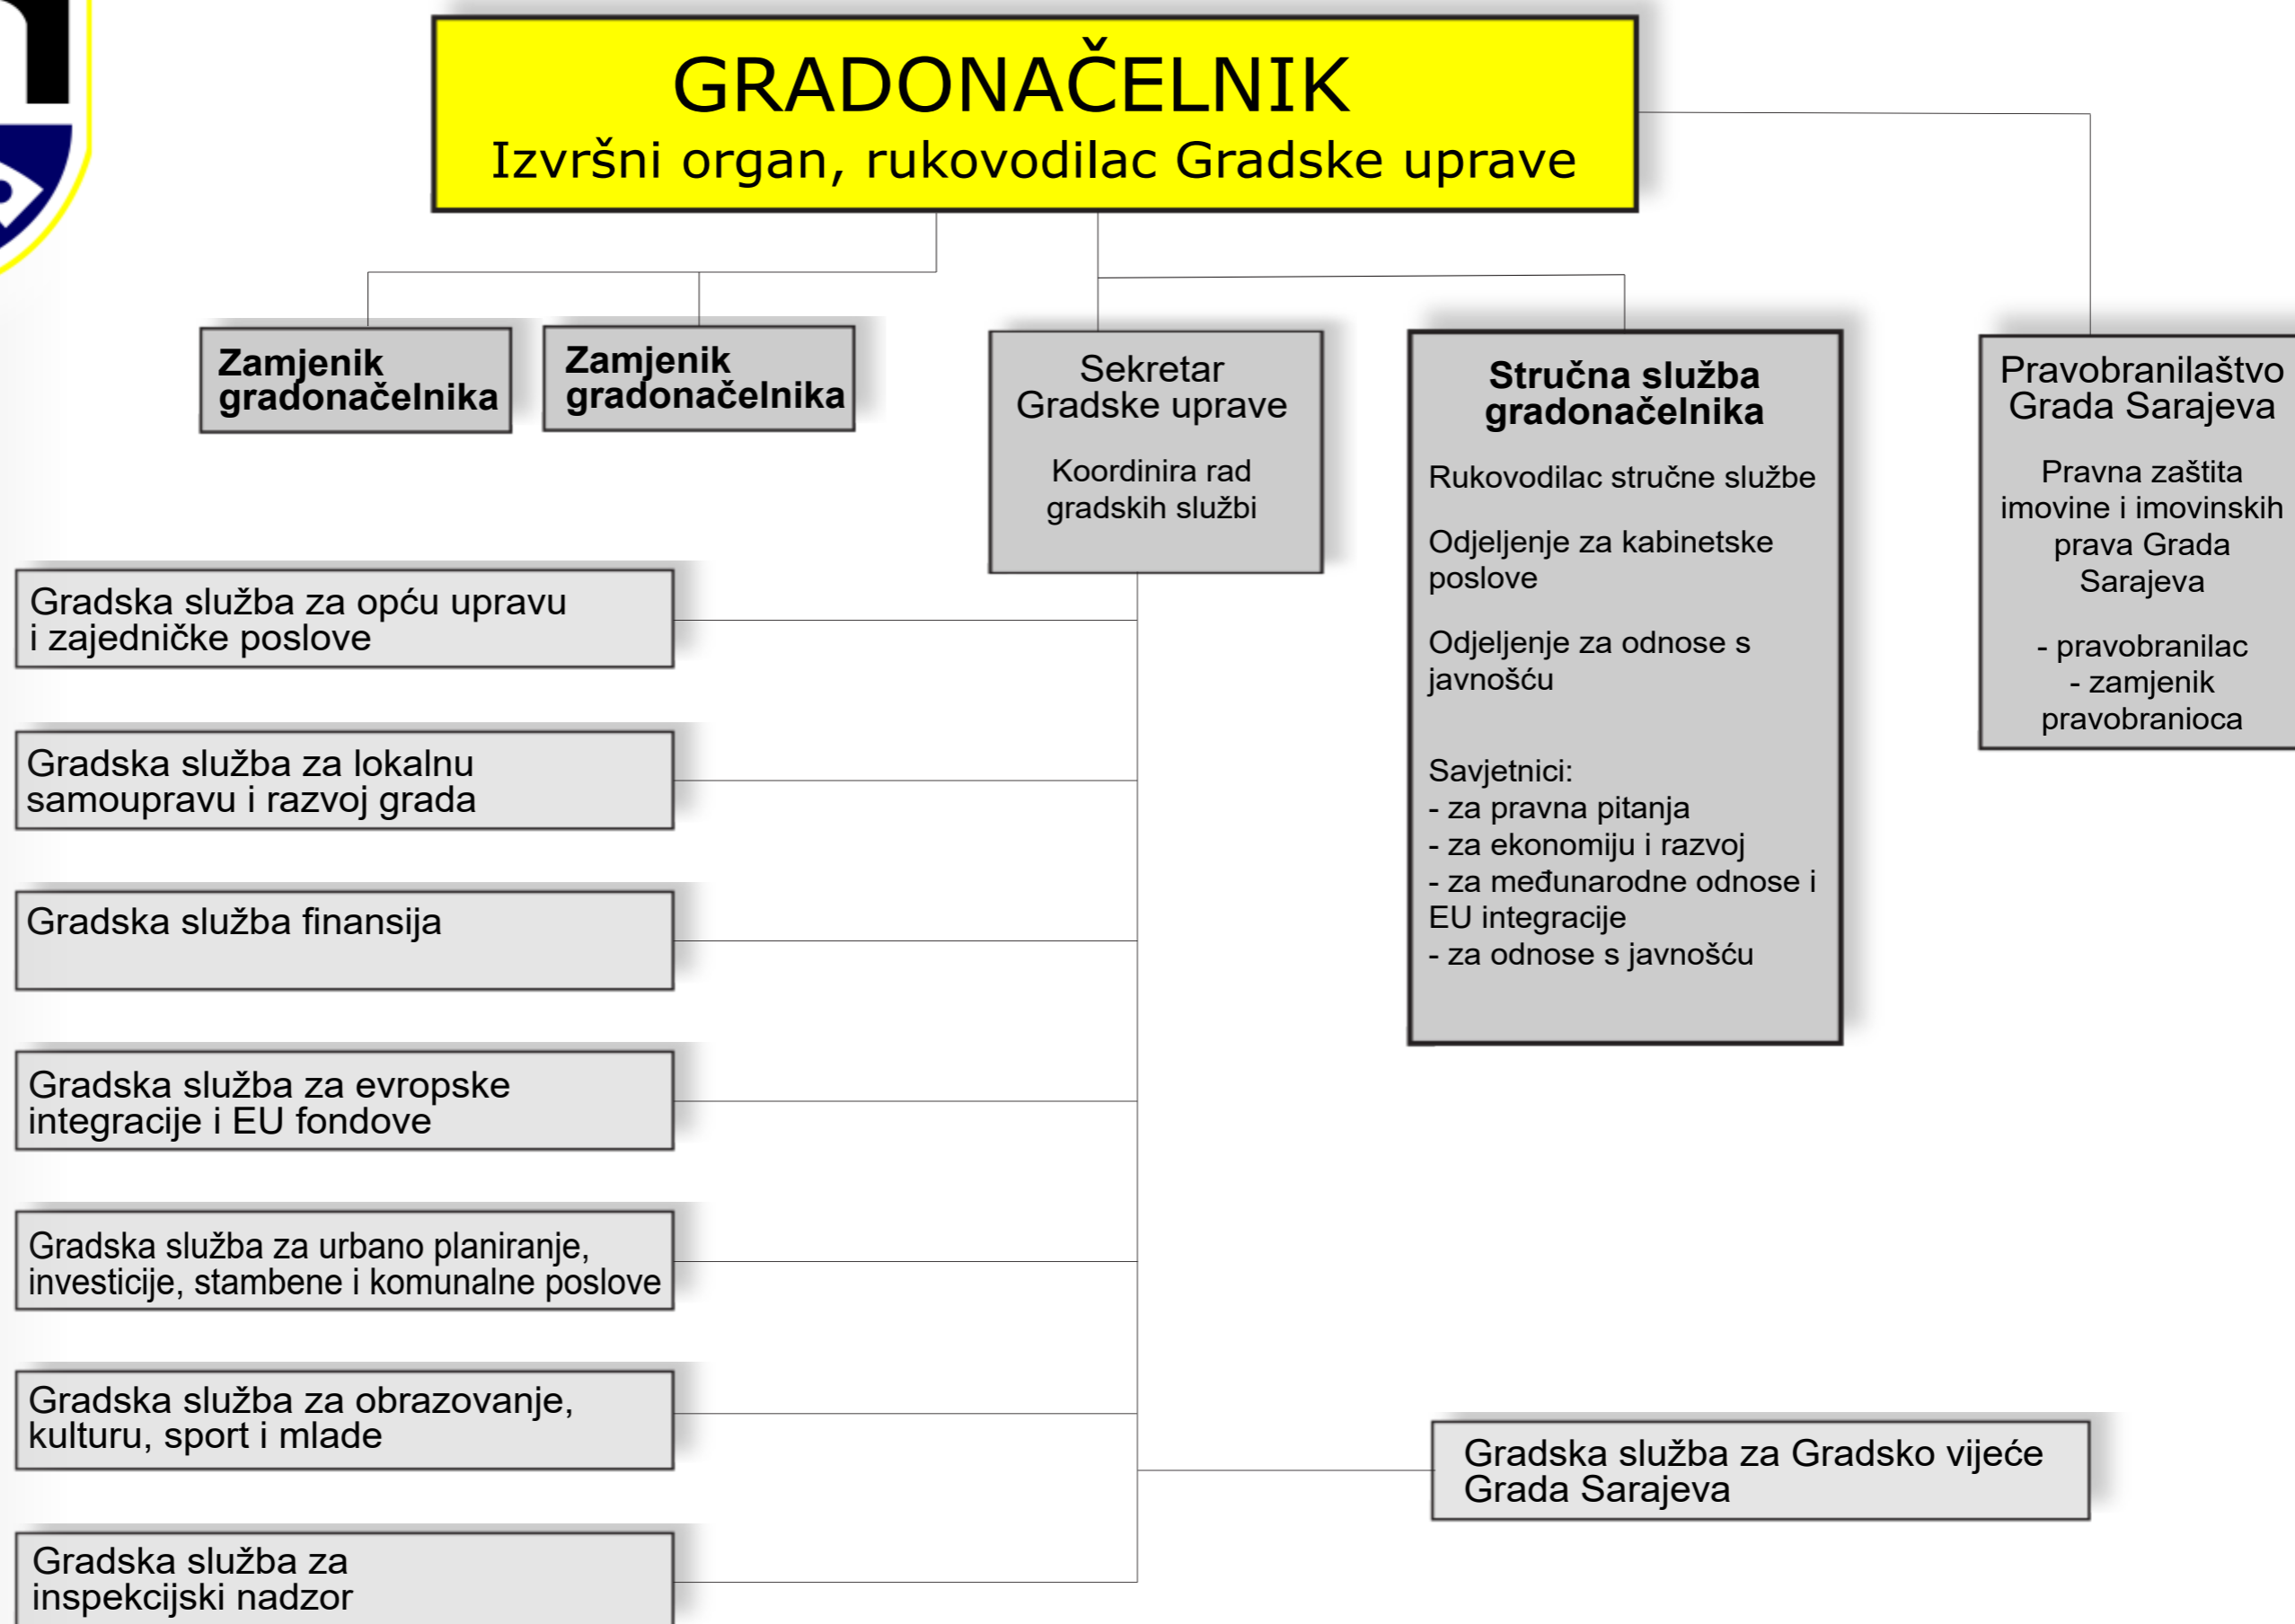 GRADONAČELNIK
Izvršni organ, rukovodilac Gradske uprave
Zamjenik
gradonačelnika
Zamjenik
gradonačelnika
Sekretar
Gradske uprave
Koordinira rad
gradskih službi
Stručna služba
gradonačelnika
Rukovodilac stručne službe
Odjeljenje za kabinetske
poslove
Odjeljenje za odnose s
javnošću
Savjetnici:
- za pravna pitanja
- za ekonomiju i razvoj
- za međunarodne odnose i
EU integracije
- za odnose s javnošću
Pravobranilaštvo
Grada Sarajeva
Pravna zaštita
imovine i imovinskih
prava Grada
Sarajeva
- pravobranilac
- zamjenik
pravobranioca
Gradska služba za opću upravu
i zajedničke poslove
Gradska služba za lokalnu
samoupravu i razvoj grada
Gradska služba finansija
Gradska služba za evropske
integracije i EU fondove
Gradska služba za urbano planiranje,
investicije, stambene i komunalne poslove
Gradska služba za obrazovanje,
kulturu, sport i mlade
Gradska služba za Gradsko vijeće
Grada Sarajeva
Gradska služba za
inspekcijski nadzor